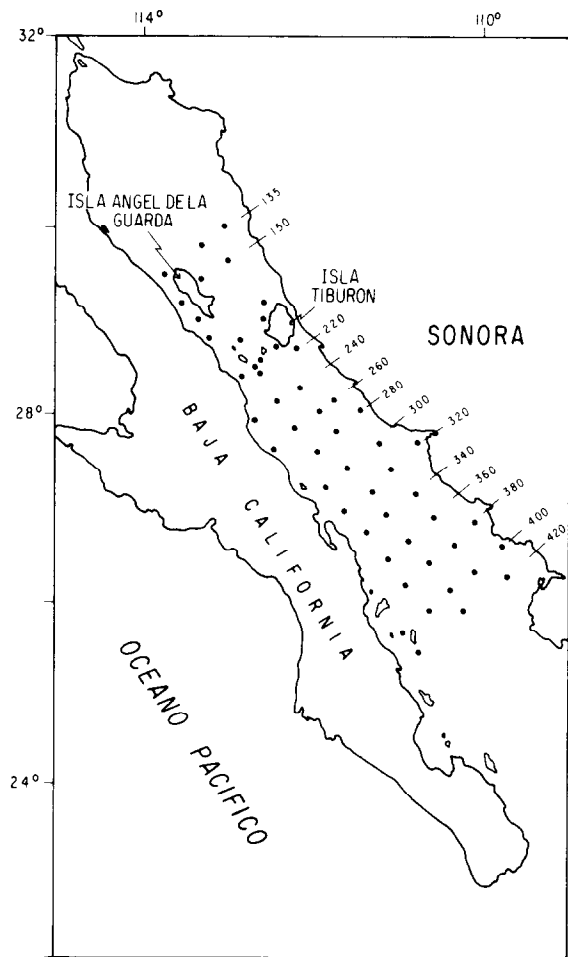 114°
110°
32°
ISLA ANGEL DE LA
GUARDA
135
150
ISLA
TIBURON
220
240
SONORA
260
280
300
320
28°
340
360
380
400
420
BAJA CALIFORNIA
OCEANO PACIFICO
24°